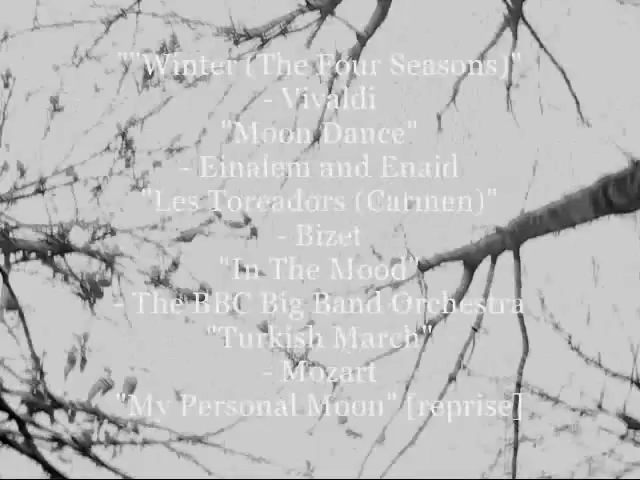 ""Winter (The Four Seasons)"
- Vivaldi
"Moon Dance"
- Einalem and Enaid
"Les Toreadors (Carmen)"
- Bizet
"In The Mood"
- The BBC Big Band Orchestra
"Turkish March"
- Mozart
"My Personal Moon" [reprise]